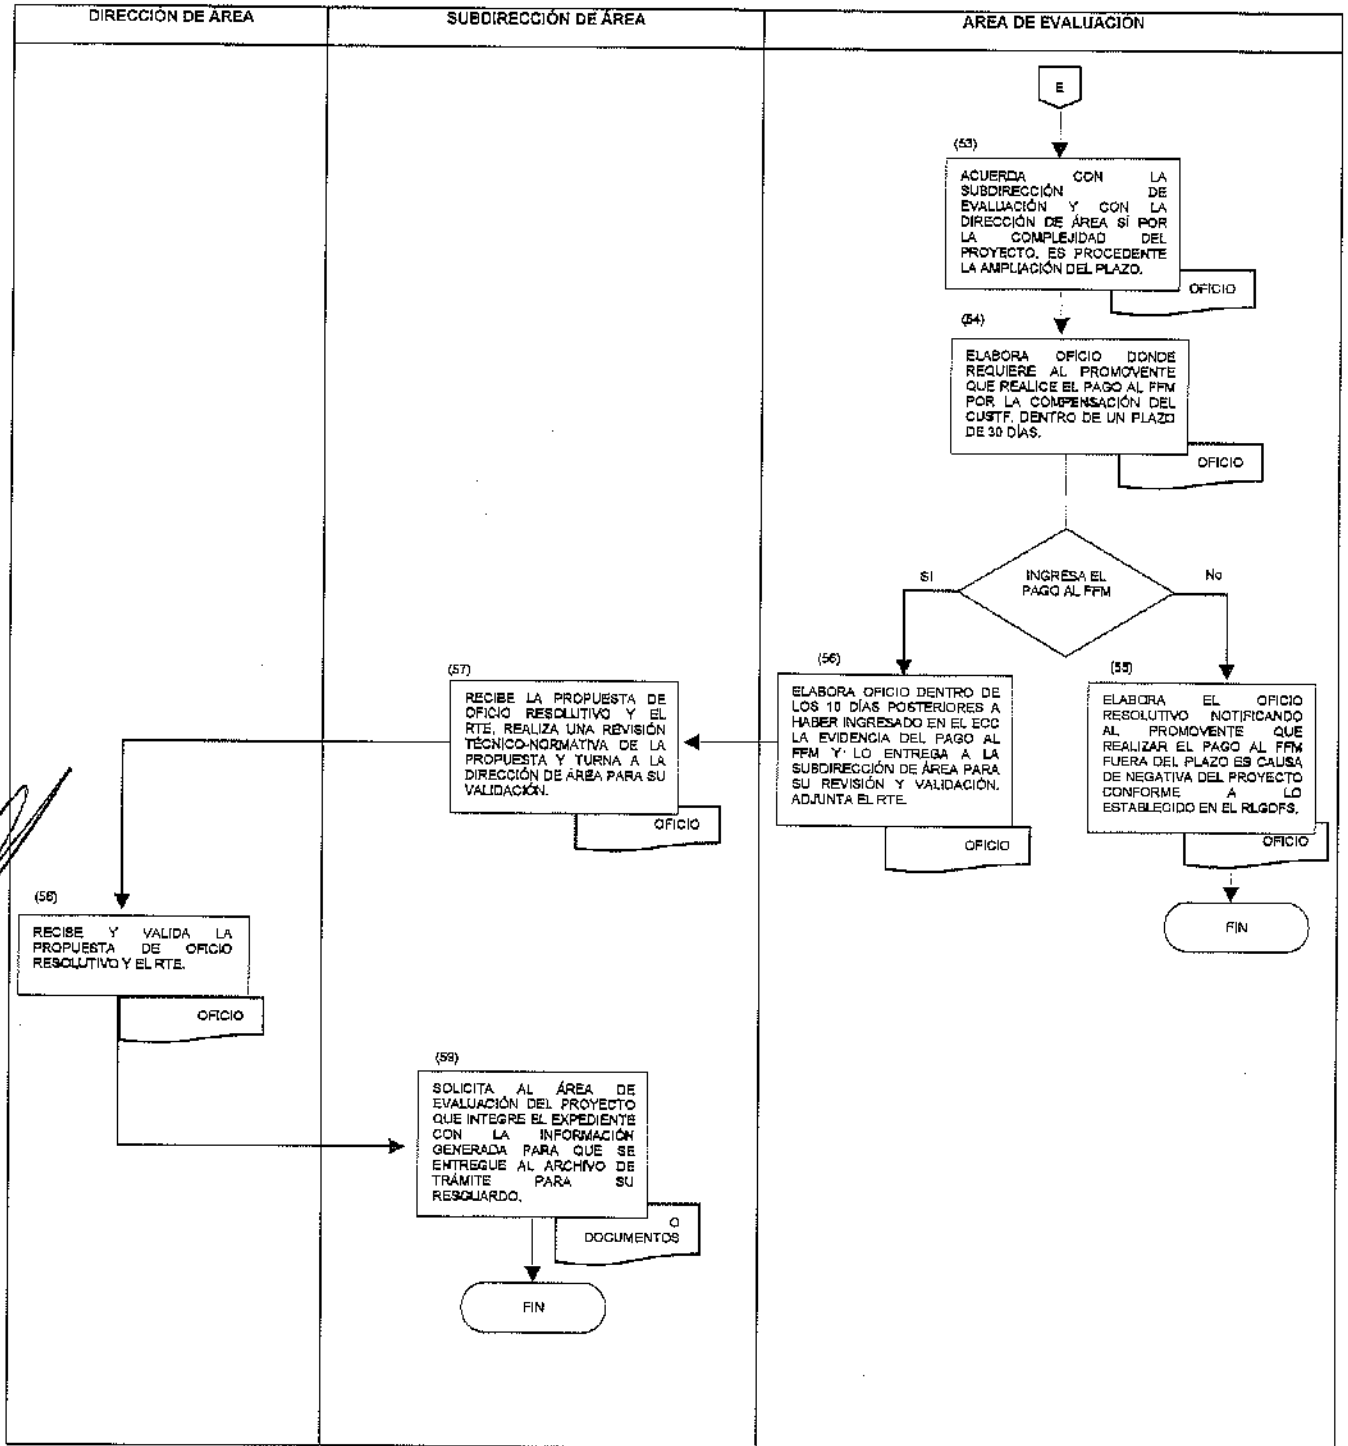 DIRECCIÓN DE ÁREA
SUBDIRECCIÓN DE ÁREA
AREA DE EVALUACIÓN
E
(53)
ACUERDA CON LA
SUBDIRECCIÓN DE
EVALUACIÓN Y CON LA
DIRECCIÓN DE ÁREA SÍ POR
LA COMPLEJIDAD DEL
PROYECTO, ES PROCEDENTE
LA AMPLIACIÓN DEL PLAZO.
OFICIO
(54)
ELABORA OFICIO DONDE
REQUIERE AL PROMOVENTE
QUE REALICE EL PAGO AL FFM
POR LA COMPENSACIÓN DEL
CUSTF, DENTRO DE UN PLAZO
DE 30 DÍAS.
OFICIO
INGRESA EL
PAGO AL FFM
SI
No
(57)
RECIBE LA PROPUESTA DE
OFICIO RESOLUTIVO Y EL
RTE, REALIZA UNA REVISIÓN
TÉCNICO-NORMATIVA DE LA
PROPUESTA Y TURNA A LA
DIRECCIÓN DE ÁREA PARA SU
VALIDACIÓN.
OFICIO
(56)
ELABORA OFICIO DENTRO DE
LOS 10 DÍAS POSTERIORES A
HABER INGRESADO EN EL ECC
LA EVIDENCIA DEL PAGO AL
FFM Y LO ENTREGA A LA
SUBDIRECCIÓN DE ÁREA PARA
SU REVISIÓN Y VALIDACIÓN.
ADJUNTA EL RTE.
OFICIO
(55)
ELABORA EL OFICIO
RESOLUTIVO NOTIFICANDO
AL PROMOVENTE QUE
REALIZAR EL PAGO AL FFM
FUERA DEL PLAZO ES CAUSA
DE NEGATIVA DEL PROYECTO
CONFORME A LO
ESTABLECIDO EN EL RLGDFS.
OFICIO
FIN
(58)
RECIBE Y VALIDA LA
PROPUESTA DE OFICIO
RESOLUTIVO Y EL RTE.
OFICIO
(59)
SOLICITA AL ÁREA DE
EVALUACIÓN DEL PROYECTO
QUE INTEGRE EL EXPEDIENTE
CON LA INFORMACIÓN
GENERADA PARA QUE SE
ENTREGUE AL ARCHIVO DE
TRÁMITE PARA SU
RESGUARDO.
O
DOCUMENTOS
FIN